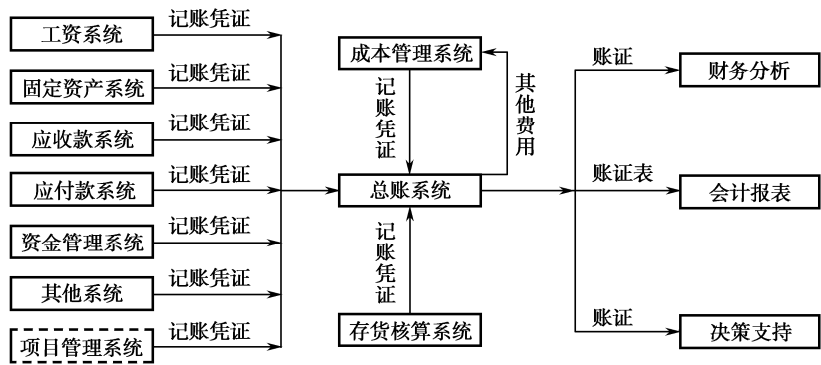 工资系统
记账凭证
固定资产系统
记账凭证
应收款系统
记账凭证
应付款系统
记账凭证
资金管理系统
记账凭证
其他系统
记账凭证
项目管理系统
记账凭证
成本管理系统
记账凭证
其他费用
总账系统
记账凭证
存货核算系统
账证
财务分析
账证表
会计报表
账证
决策支持